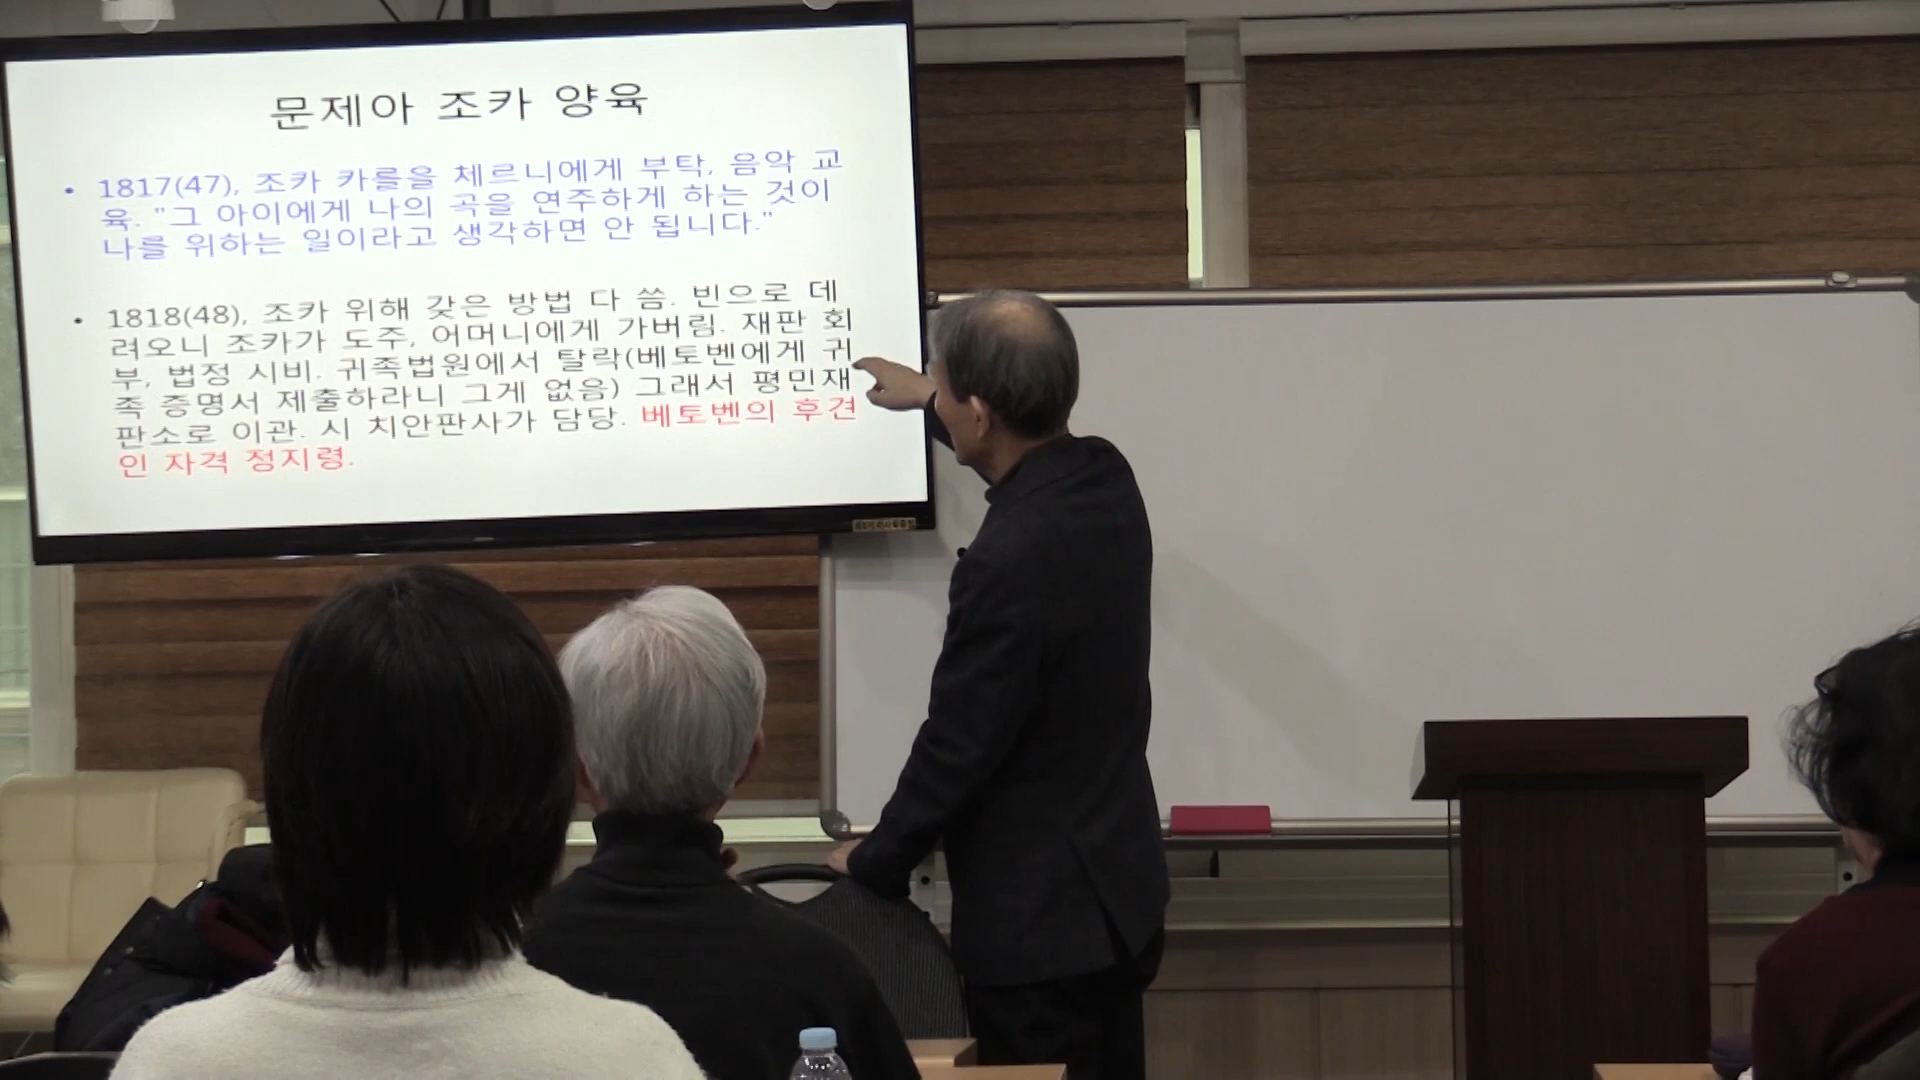 문제아 조카 양육
• 1817(47), 조카 카를을 체르니에게 부탁, 음악 교
육. "그 아이에게 나의 곡을 연주하게 하는 것이
나를 위하는 일이라고 생각하면 안 됩니다."
• 1818(48), 조카 위해 갖은 방법 다 씀. 빈으로 데
려오니 조카가 도주, 어머니에게 가버림. 재판 회
부, 법정 시비. 귀족법원에서 탈락(베토벤에게 귀
족 증명서 제출하라니 그게 없음) 그래서 평민재
판소로 이관. 시 치안판사가 담당. 베토벤의 후견
인 자격 정지령.